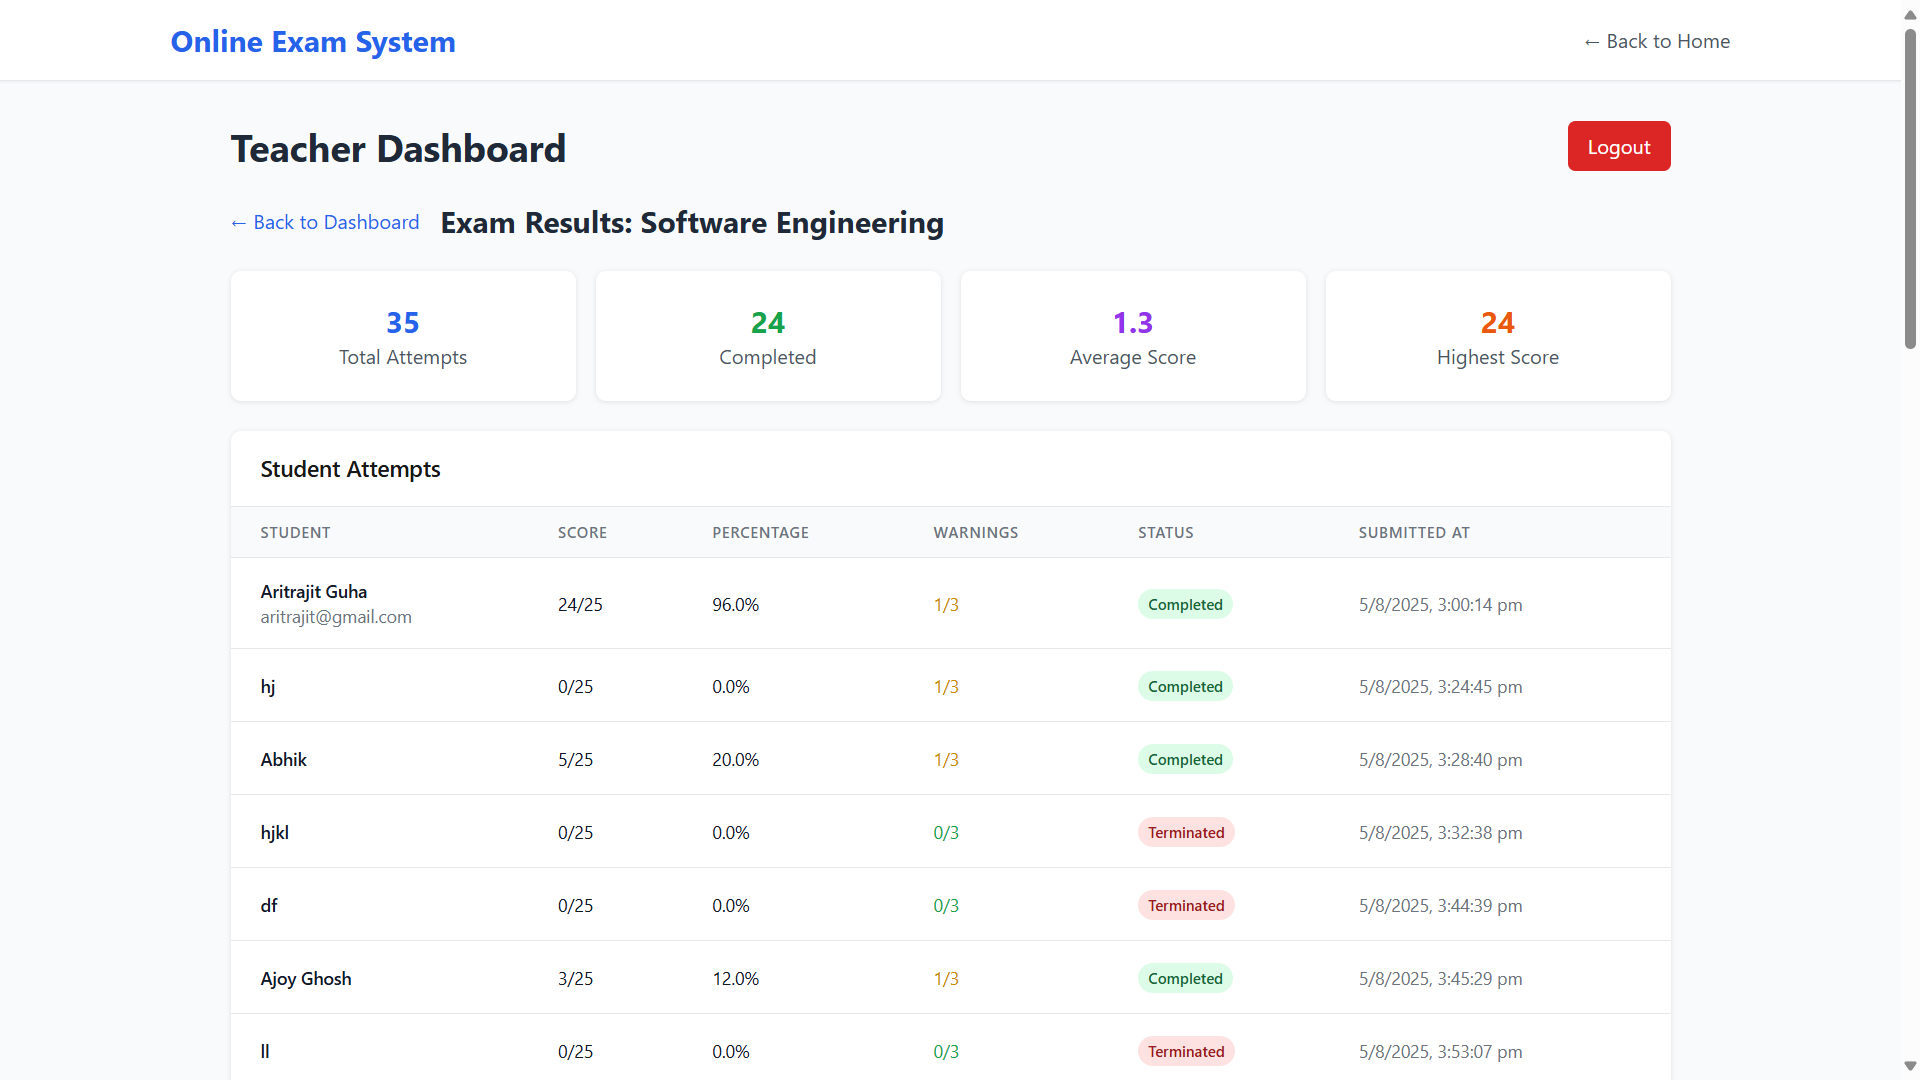 Online Exam System
← Back to Home
Teacher Dashboard
Logout
← Back to Dashboard Exam Results: Software Engineering
35
Total Attempts
24
Completed
1.3
Average Score
24
Highest Score
Student Attempts
STUDENT SCORE PERCENTAGE WARNINGS STATUS SUBMITTED AT
Aritrajit Guha
aritrajit@gmail.com
24/25 96.0% 1/3 Completed 5/8/2025, 3:00:14 pm
hj 0/25 0.0% 1/3 Completed 5/8/2025, 3:24:45 pm
Abhik 5/25 20.0% 1/3 Completed 5/8/2025, 3:28:40 pm
hjkl 0/25 0.0% 0/3 Terminated 5/8/2025, 3:32:38 pm
df 0/25 0.0% 0/3 Terminated 5/8/2025, 3:44:39 pm
Ajoy Ghosh 3/25 12.0% 1/3 Completed 5/8/2025, 3:45:29 pm
ll 0/25 0.0% 0/3 Terminated 5/8/2025, 3:53:07 pm